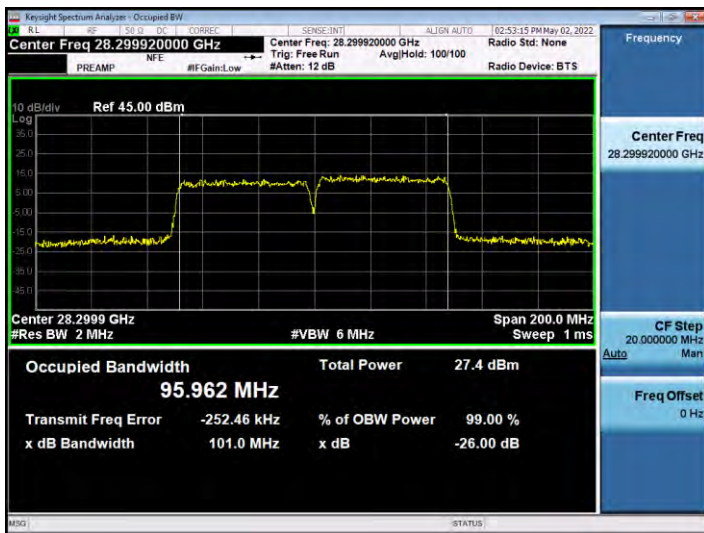 Keysight Spectrum Analyzer - Occupied BW
RL RF 50 Ω DC CORREC SENSE:INT ALIGN AUTO 02:53:15 PM May 02, 2022
Center Freq 28.299920000 GHz Center Freq: 28.299920000 GHz Radio Std: None Frequency
NFE Trig: Free Run Avg|Hold: 100/100
PREAMP #IFGain:Low #Atten: 12 dB Radio Device: BTS
10 dB/div Ref 45.00 dBm
Log
35.0
25.0
15.0
5.00
-5.00
-15.0
-25.0
-35.0
-45.0
Center Freq
28.299920000 GHz
Center 28.2999 GHz Span 200.0 MHz
#Res BW 2 MHz #VBW 6 MHz Sweep 1 ms
CF Step
20.000000 MHz
Auto Man
Occupied Bandwidth Total Power 27.4 dBm
95.962 MHz
Freq Offset
0 Hz
Transmit Freq Error -252.46 kHz % of OBW Power 99.00 %
x dB Bandwidth 101.0 MHz x dB -26.00 dB
MSG STATUS